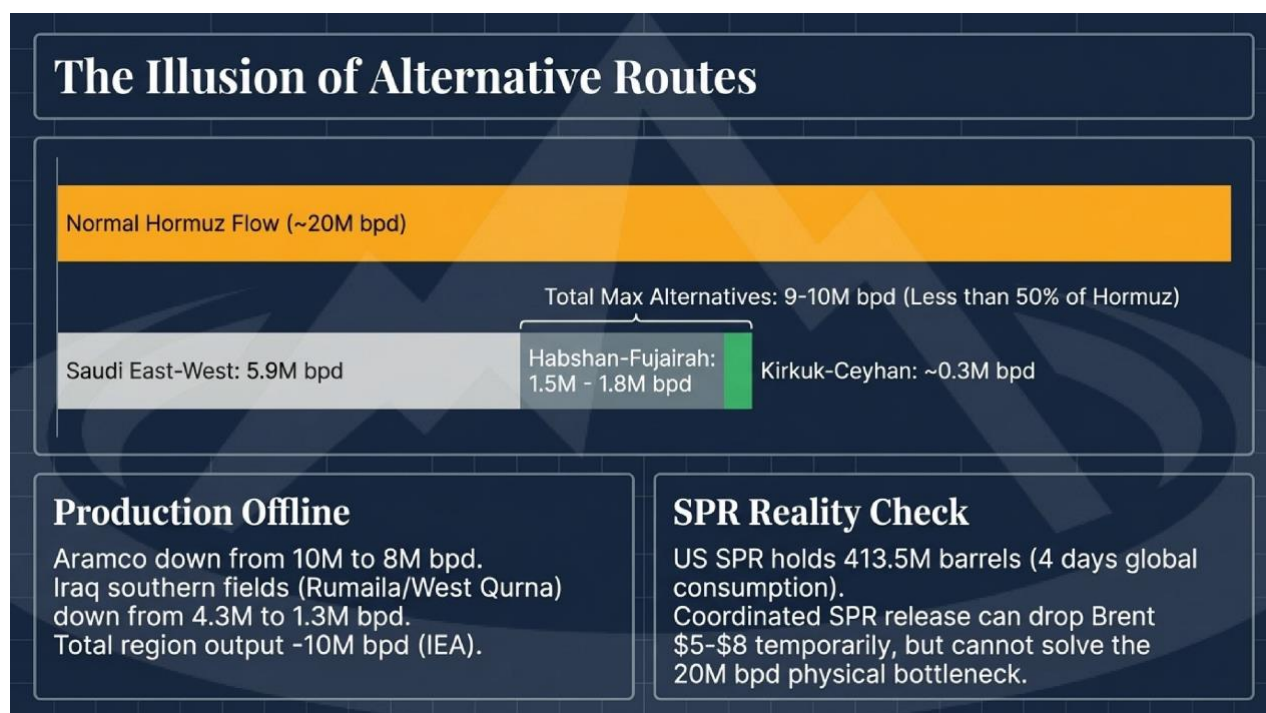 The Illusion of Alternative Routes
Normal Hormuz Flow (~20M bpd)
Total Max Alternatives: 9-10M bpd (Less than 50% of Hormuz)
Saudi East-West: 5.9M bpd
Habshan-Fujairah:
1.5M - 1.8M bpd
Kirkuk-Ceyhan: ~0.3M bpd
Production Offline
Aramco down from 10M to 8M bpd.
Iraq southern fields (Rumaila/West Qurna)
down from 4.3M to 1.3M bpd.
Total region output -10M bpd (IEA).
SPR Reality Check
US SPR holds 413.5M barrels (4 days global
consumption).
Coordinated SPR release can drop Brent
$5-$8 temporarily, but cannot solve the
20M bpd physical bottleneck.